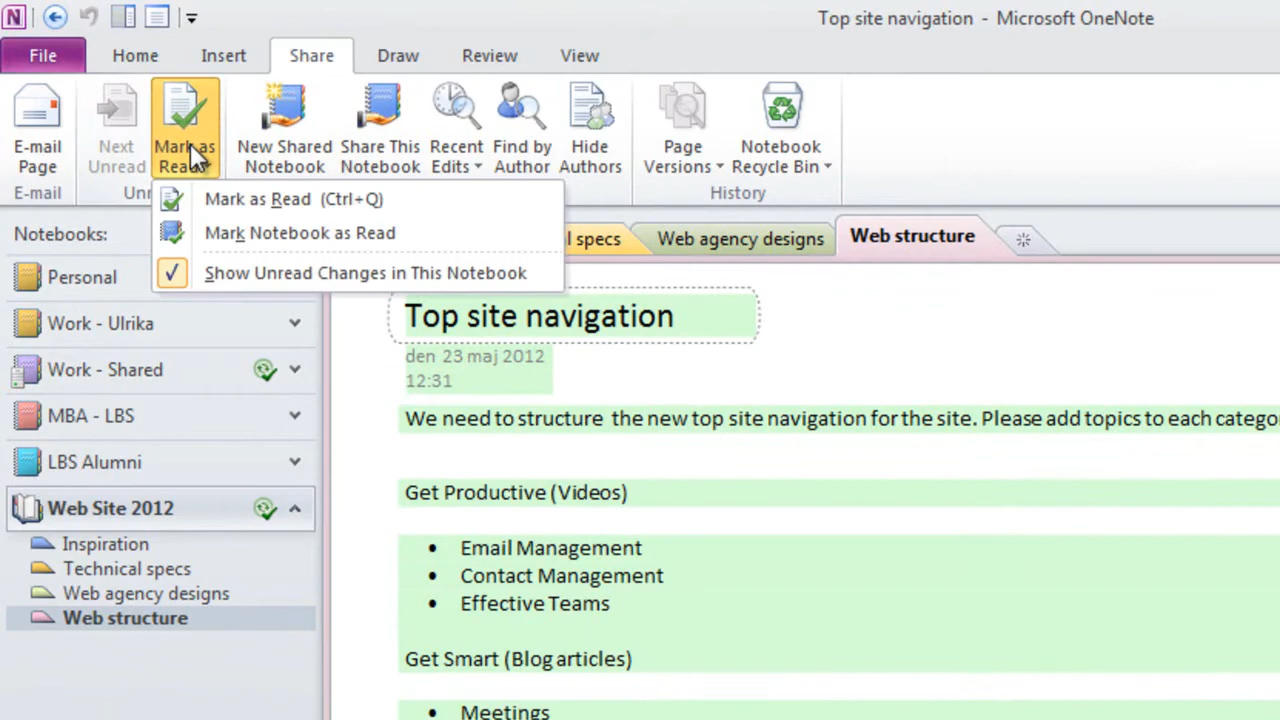 Top site navigation - Microsoft OneNote
File Home Insert Share Draw Review View
E-mail Page
Next Unread
Mark as
New Shared Notebook
Share This Notebook
Recent Edits
Find by Author
Hide Authors
Page Versions
Notebook Recycle Bin
E-mail
History
Mark as Read (Ctrl+Q)
Mark Notebook as Read
Show Unread Changes in This Notebook
Notebooks:
Personal
Work - Ulrika
Work - Shared
MBA - LBS
LBS Alumni
Web Site 2012
Inspiration
Technical specs
Web agency designs
Web structure
specs
Web agency designs
Web structure
Top site navigation
den 23 maj 2012
12:31
We need to structure the new top site navigation for the site. Please add topics to each
Get Productive (Videos)
• Email Management
• Contact Management
• Effective Teams
Get Smart (Blog articles)
• Meetings